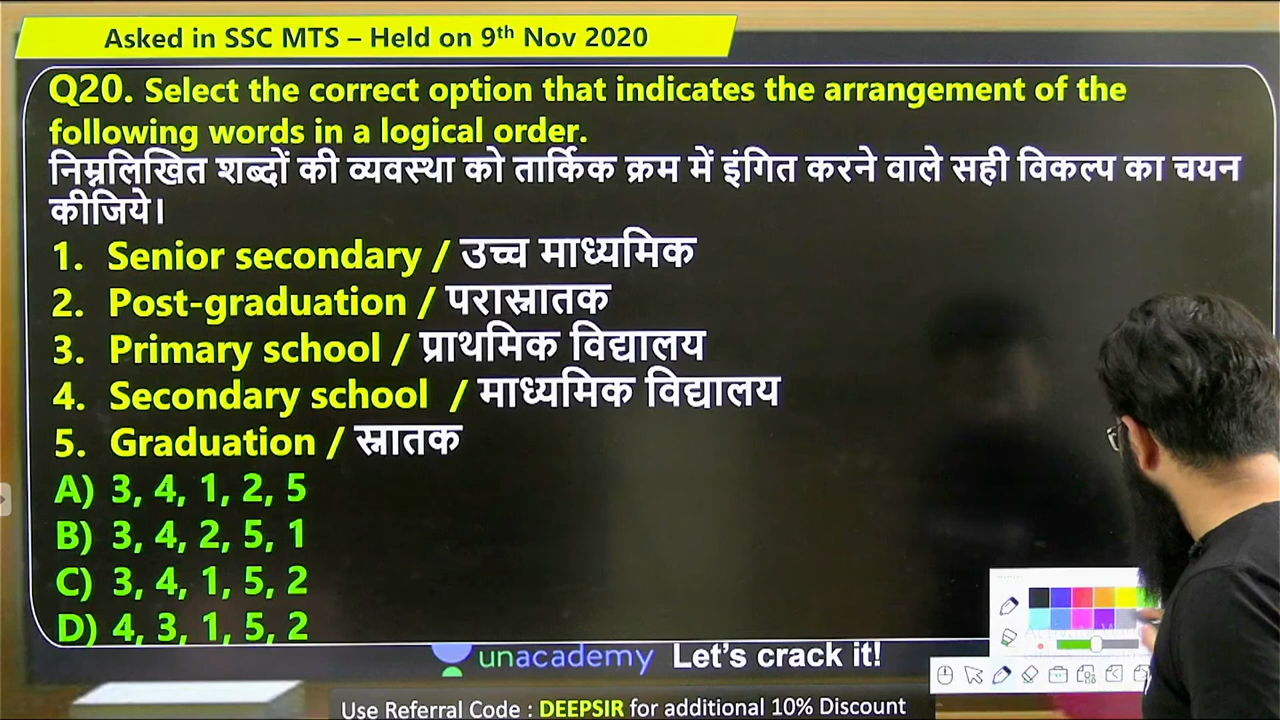 Asked in SSC MTS – Held on 9th Nov 2020
Q20. Select the correct option that indicates the arrangement of the
following words in a logical order.
निम्नलिखित शब्दों की व्यवस्था को तार्किक क्रम में इंगित करने वाले सही विकल्प का चयन
कीजिये।
1. Senior secondary / उच्च माध्यमिक
2. Post-graduation / परास्नातक
3. Primary school / प्राथमिक विद्यालय
4. Secondary school / माध्यमिक विद्यालय
5. Graduation / स्नातक
A) 3, 4, 1, 2, 5
B) 3, 4, 2, 5, 1
C) 3, 4, 1, 5, 2
D) 4, 3, 1, 5, 2
unacademy Let's crack it!
Use Referral Code : DEEPSIR for additional 10% Discount